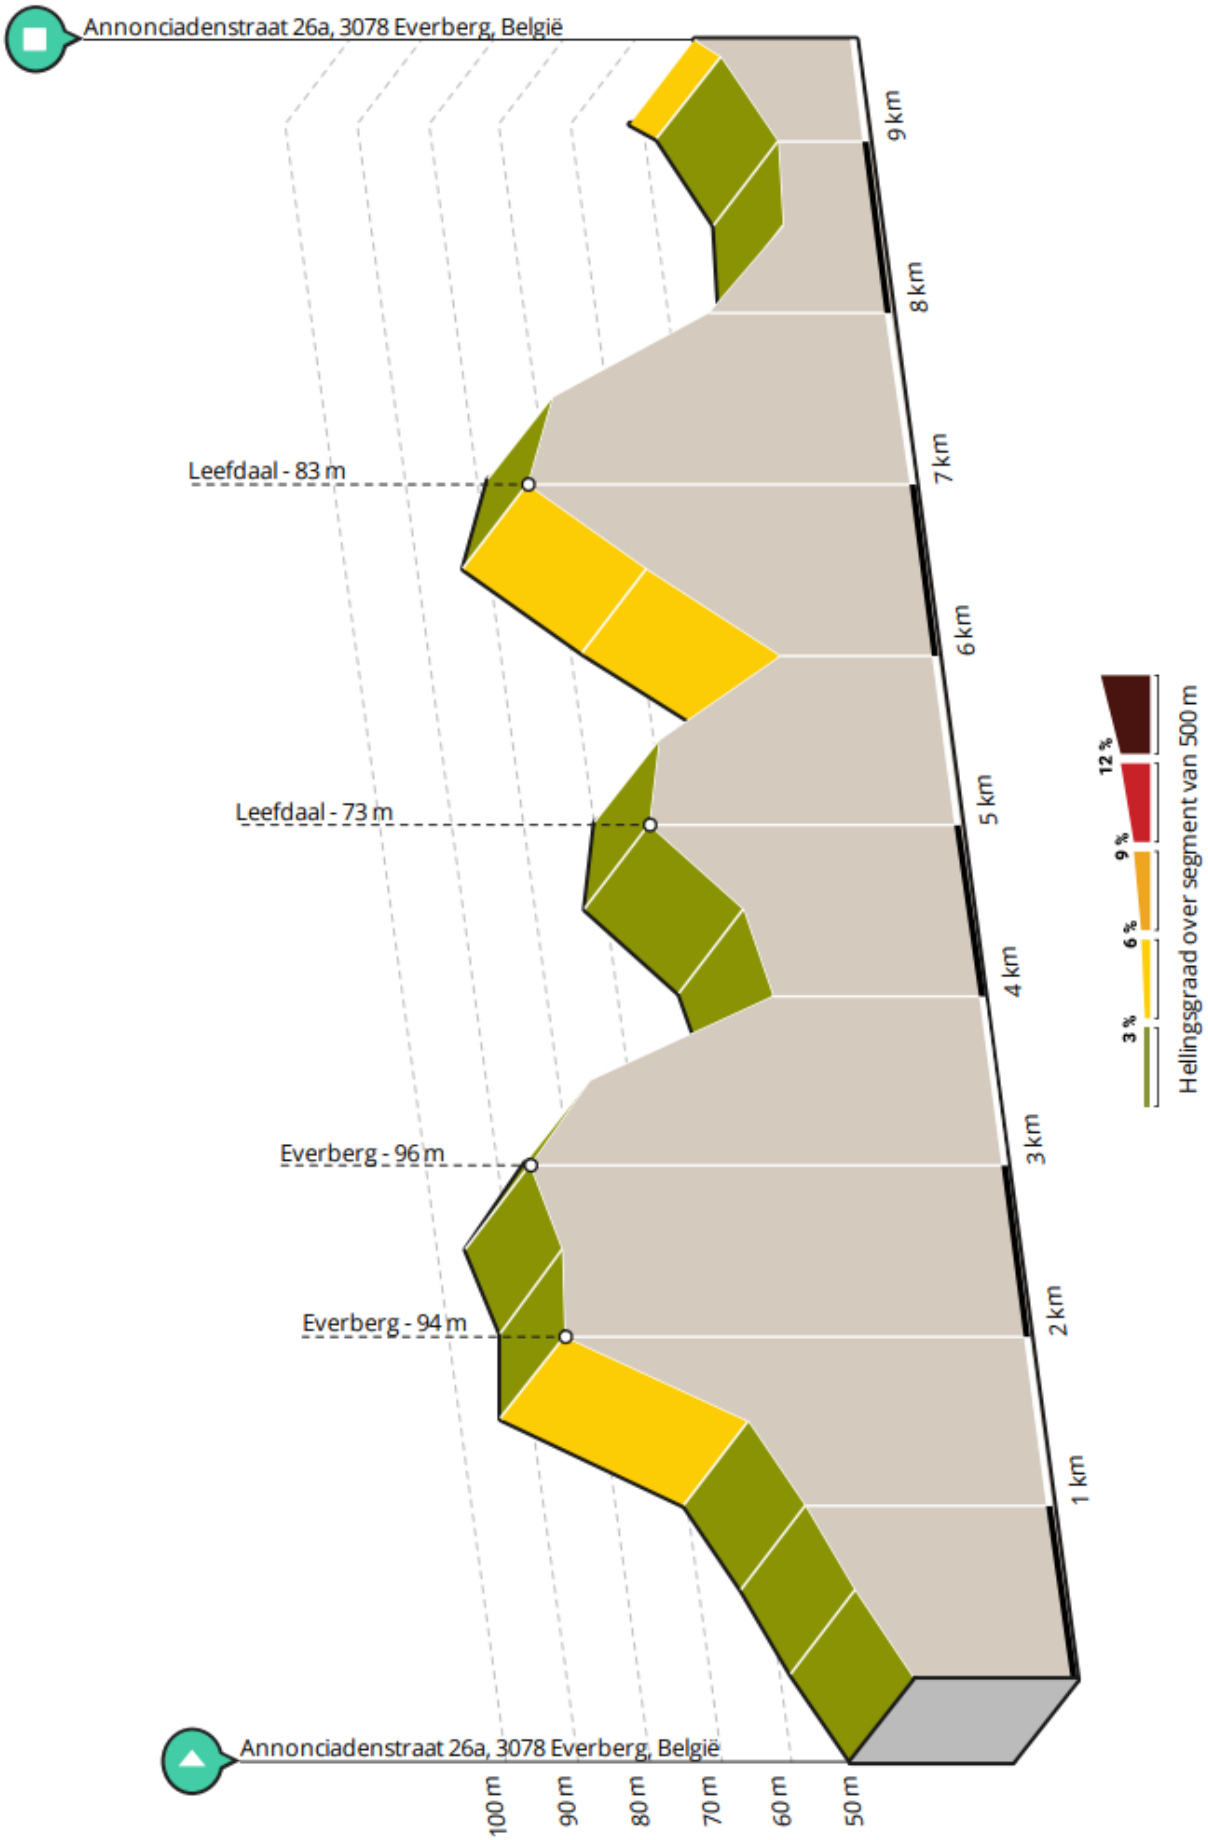 Annonciadenstraat 26a, 3078 Everberg, België
9 km
8 km
Leefdaal - 83 m
7 km
6 km
Leefdaal - 73 m
5 km
4 km
Everberg - 96 m
3 km
Everberg - 94 m
2 km
1 km
Annonciadenstraat 26a, 3078 Everberg, België
100 m
90 m
80 m
70 m
60 m
50 m
3 %
6 %
9 %
12 %
Hellingsgraad over segment van 500 m